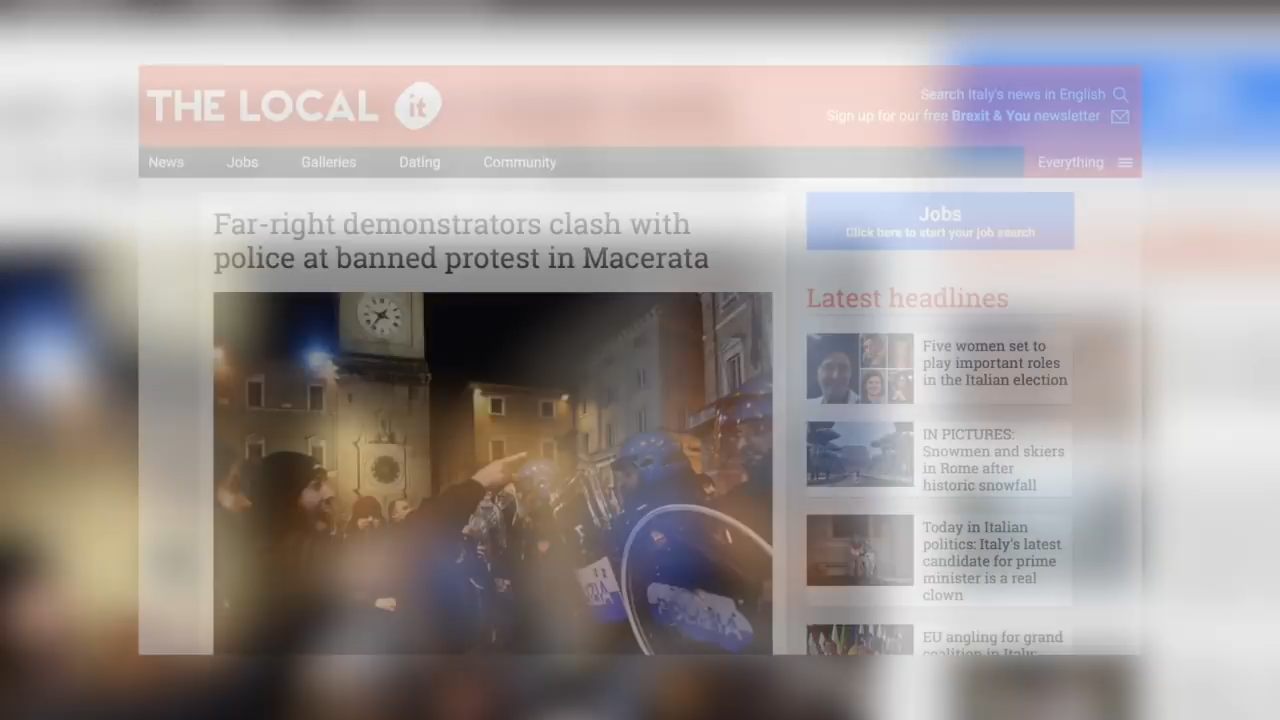 THE LOCAL it
Search Italy's news in English
Sign up for our free Brexit & You newsletter
News Jobs Galleries Dating Community Everything
Far-right demonstrators clash with
police at banned protest in Macerata
Jobs
Click here to start your job search
Latest headlines
Five women set to
play important roles
in the Italian election
IN PICTURES:
Snowmen and skiers
in Rome after
historic snowfall
Today in Italian
politics: Italy's latest
candidate for prime
minister is a real
clown
EU angling for grand
coalition in Italy: